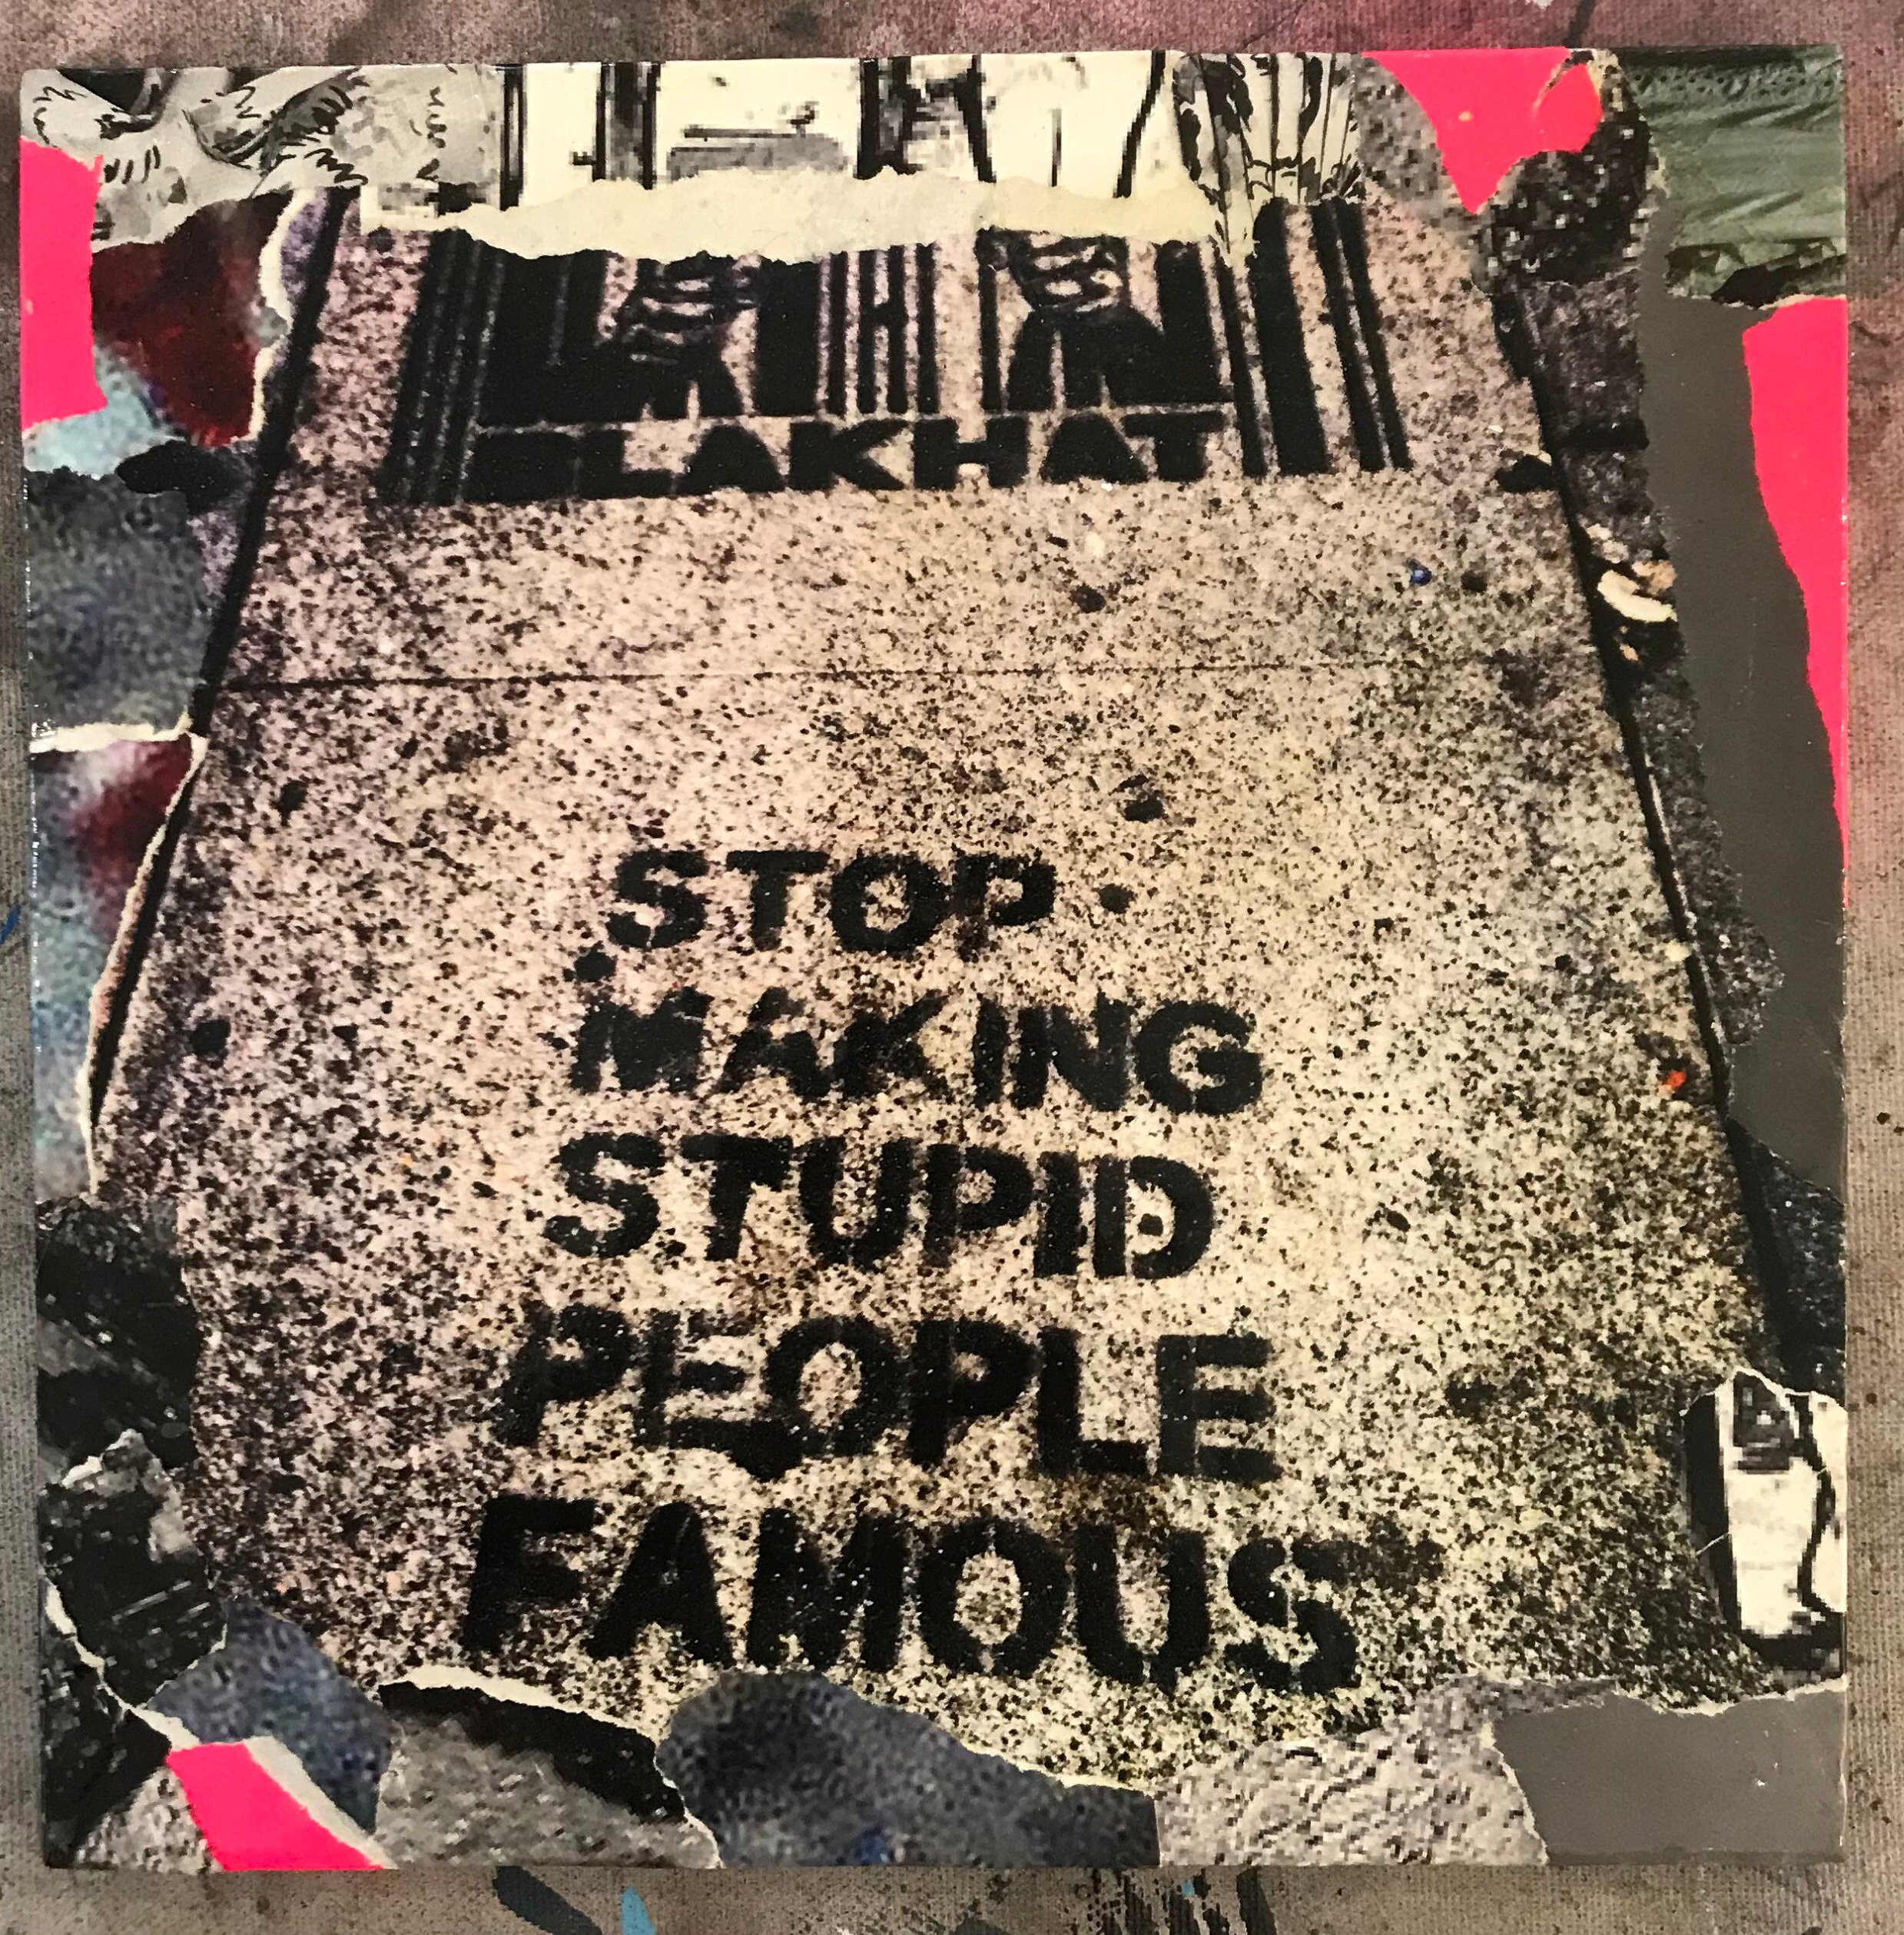 BLAKHAT
STOP
MAKING
STUPID
PEOPLE
FAMOUS